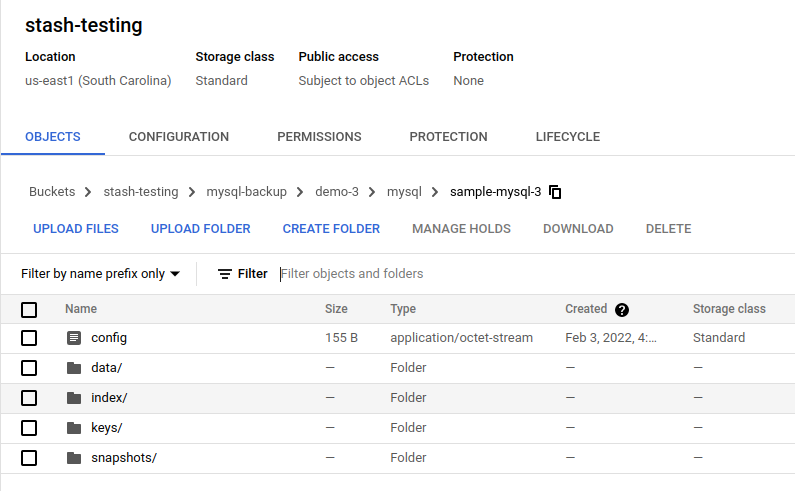 stash-testing
Location Storage class Public access Protection
us-east1 (South Carolina) Standard Subject to object ACLs None
OBJECTS CONFIGURATION PERMISSIONS PROTECTION LIFECYCLE
Buckets > stash-testing > mysql-backup > demo-3 > mysql > sample-mysql-3
UPLOAD FILES UPLOAD FOLDER CREATE FOLDER MANAGE HOLDS DOWNLOAD DELETE
Filter by name prefix only Filter Filter objects and folders
Name Size Type Created ? Storage class
config 155 B application/octet-stream Feb 3, 2022, 4:... Standard
data/ — Folder — —
index/ — Folder — —
keys/ — Folder — —
snapshots/ — Folder — —